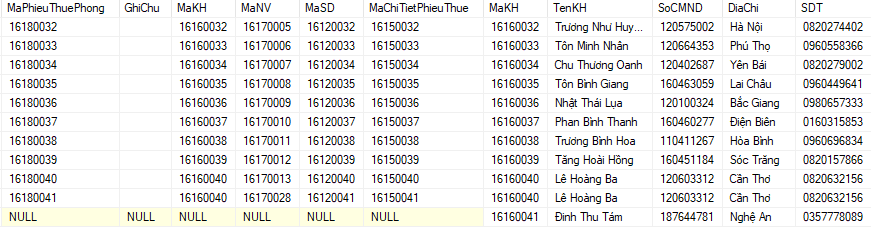 MaPhieuThuePhong GhiChu MaKH MaNV MaSD MaChiTietPhieuThue MaKH TenKH SoCMND DiaChi SDT
16180032 16160032 16170005 16120032 16150032 16160032 Trương Như Huy... 120575002 Hà Nội 0820274402
16180033 16160033 16170006 16120033 16150033 16160033 Tôn Minh Nhân 120664353 Phú Thọ 0960558366
16180034 16160034 16170007 16120034 16150034 16160034 Chu Thương Oanh 120402687 Yên Bái 0820279002
16180035 16160035 16170008 16120035 16150035 16160035 Tôn Bình Giang 160463059 Lai Châu 0960449641
16180036 16160036 16170009 16120036 16150036 16160036 Nhật Thái Lụa 120100324 Bắc Giang 0980657333
16180037 16160037 16170010 16120037 16150037 16160037 Phan Bình Thanh 160460277 Điện Biên 0160315853
16180038 16160038 16170011 16120038 16150038 16160038 Trương Bình Hoa 110411267 Hòa Bình 0960696834
16180039 16160039 16170012 16120039 16150039 16160039 Tăng Hoài Hồng 160451184 Sóc Trăng 0820157866
16180040 16160040 16170013 16120040 16150040 16160040 Lê Hoàng Ba 120603312 Cần Thơ 0820632156
16180041 16160040 16170028 16120041 16150041 16160040 Lê Hoàng Ba 120603312 Cần Thơ 0820632156
NULL NULL NULL NULL NULL NULL 16160041 Đinh Thu Tám 187644781 Nghệ An 0357778089